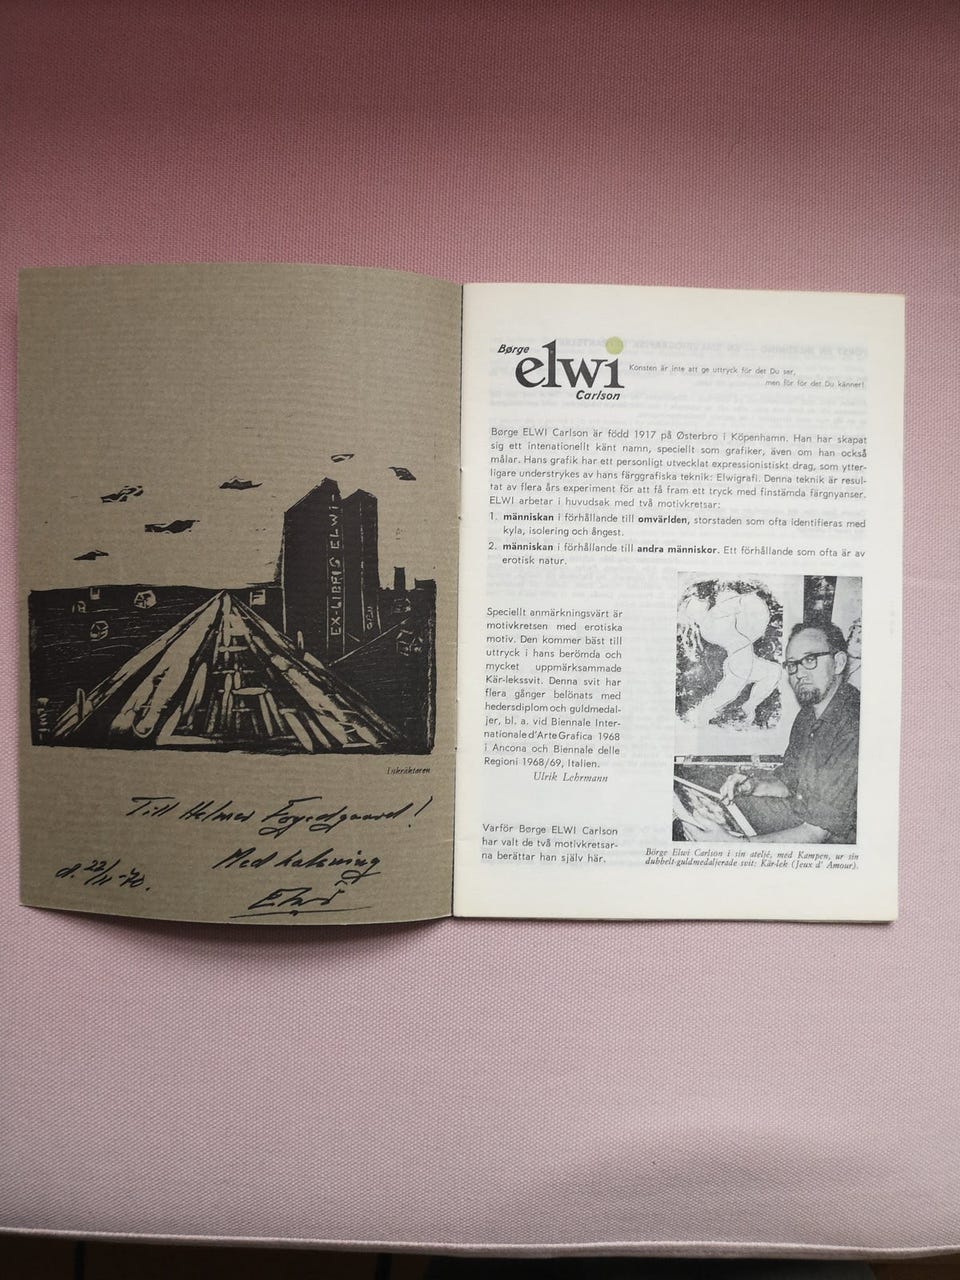 EX-LIBRIS ELWI
Till Helmer Fogedgaard!
Med halsning
d. 22/11-70.
Elwi
Børge
elwi
Carlson
Konsten är inte att ge uttryck för det Du ser,
men för för det Du känner!
Børge ELWI Carlson är född 1917 på Østerbro i Köpenhamn. Han har skapat
sig ett intenationellt känt namn, speciellt som grafiker, även om han också
målar. Hans grafik har ett personligt utvecklat expressionistiskt drag, som ytter-
ligare understrykes av hans färggrafiska teknik: Elwigrafi. Denna teknik är resul-
tat av flera års experiment för att få fram ett tryck med finstämda färgnyanser.
ELWI arbetar i huvudsak med två motivkretsar:
1. människan i förhållande till omvärlden, storstaden som ofta identifieras med
kyla, isolering och ångest.
2. människan i förhållande till andra människor. Ett förhållande som ofta är av
erotisk natur.
Speciellt anmärkningsvärt är
motivkretsen med erotiska
motiv. Den kommer bäst till
uttryck i hans berömda och
mycket uppmärksammade
Kär-lekssvit. Denna svit har
flera gånger belönats med
hedersdiplom och guldmedal-
jer, bl. a. vid Biennale Inter-
nationale d'Arte Grafica 1968
i Ancona och Biennale delle
Regioni 1968/69, Italien.
Ulrik Lehrmann
Varför Børge ELWI Carlson
har valt de två motivkretsar-
na berättar han själv här.
Børge Elwi Carlson i sin ateljé, med Kampen, ur sin
dubbelt-guldmedaljerade svit: Kär-lek (Jeux d' Amour).